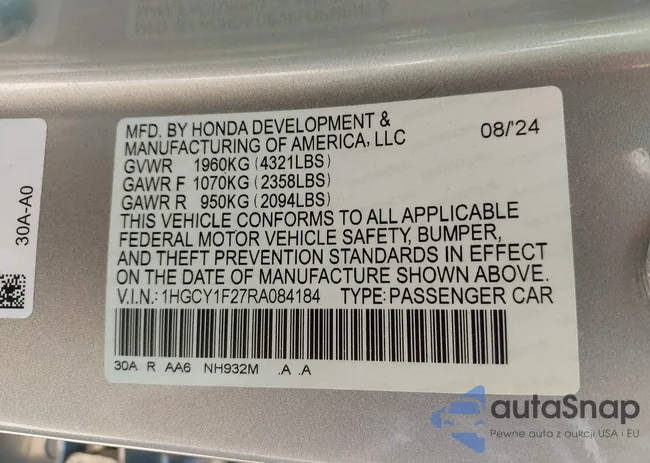 MFD. BY HONDA DEVELOPMENT &
MANUFACTURING OF AMERICA, LLC
08/'24
GVWR 1960KG (4321LBS)
GAWR F 1070KG (2358LBS)
GAWR R 950KG (2094LBS)
THIS VEHICLE CONFORMS TO ALL APPLICABLE
FEDERAL MOTOR VEHICLE SAFETY, BUMPER,
AND THEFT PREVENTION STANDARDS IN EFFECT
ON THE DATE OF MANUFACTURE SHOWN ABOVE.
V.I.N.: 1HGCY1F27RA084184 TYPE: PASSENGER CAR
30A R AA6 NH932M .A .A
30A-A0
autaSnap
Pewne auta z aukcji USA i EU